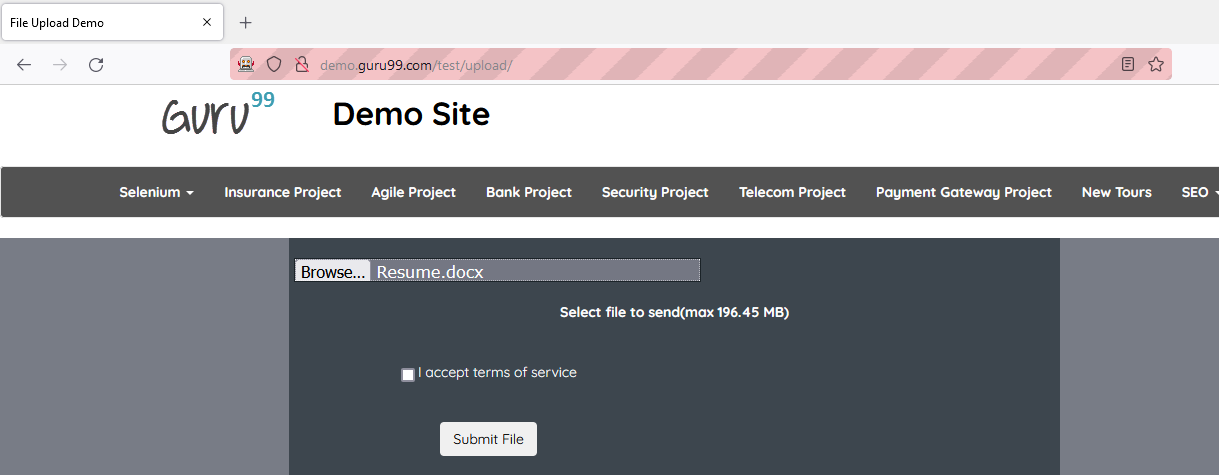 File Upload Demo
demo.guru99.com/test/upload/
Guru99 Demo Site
Selenium Insurance Project Agile Project Bank Project Security Project Telecom Project Payment Gateway Project New Tours SEO
Browse... Resume.docx
Select file to send(max 196.45 MB)
I accept terms of service
Submit File